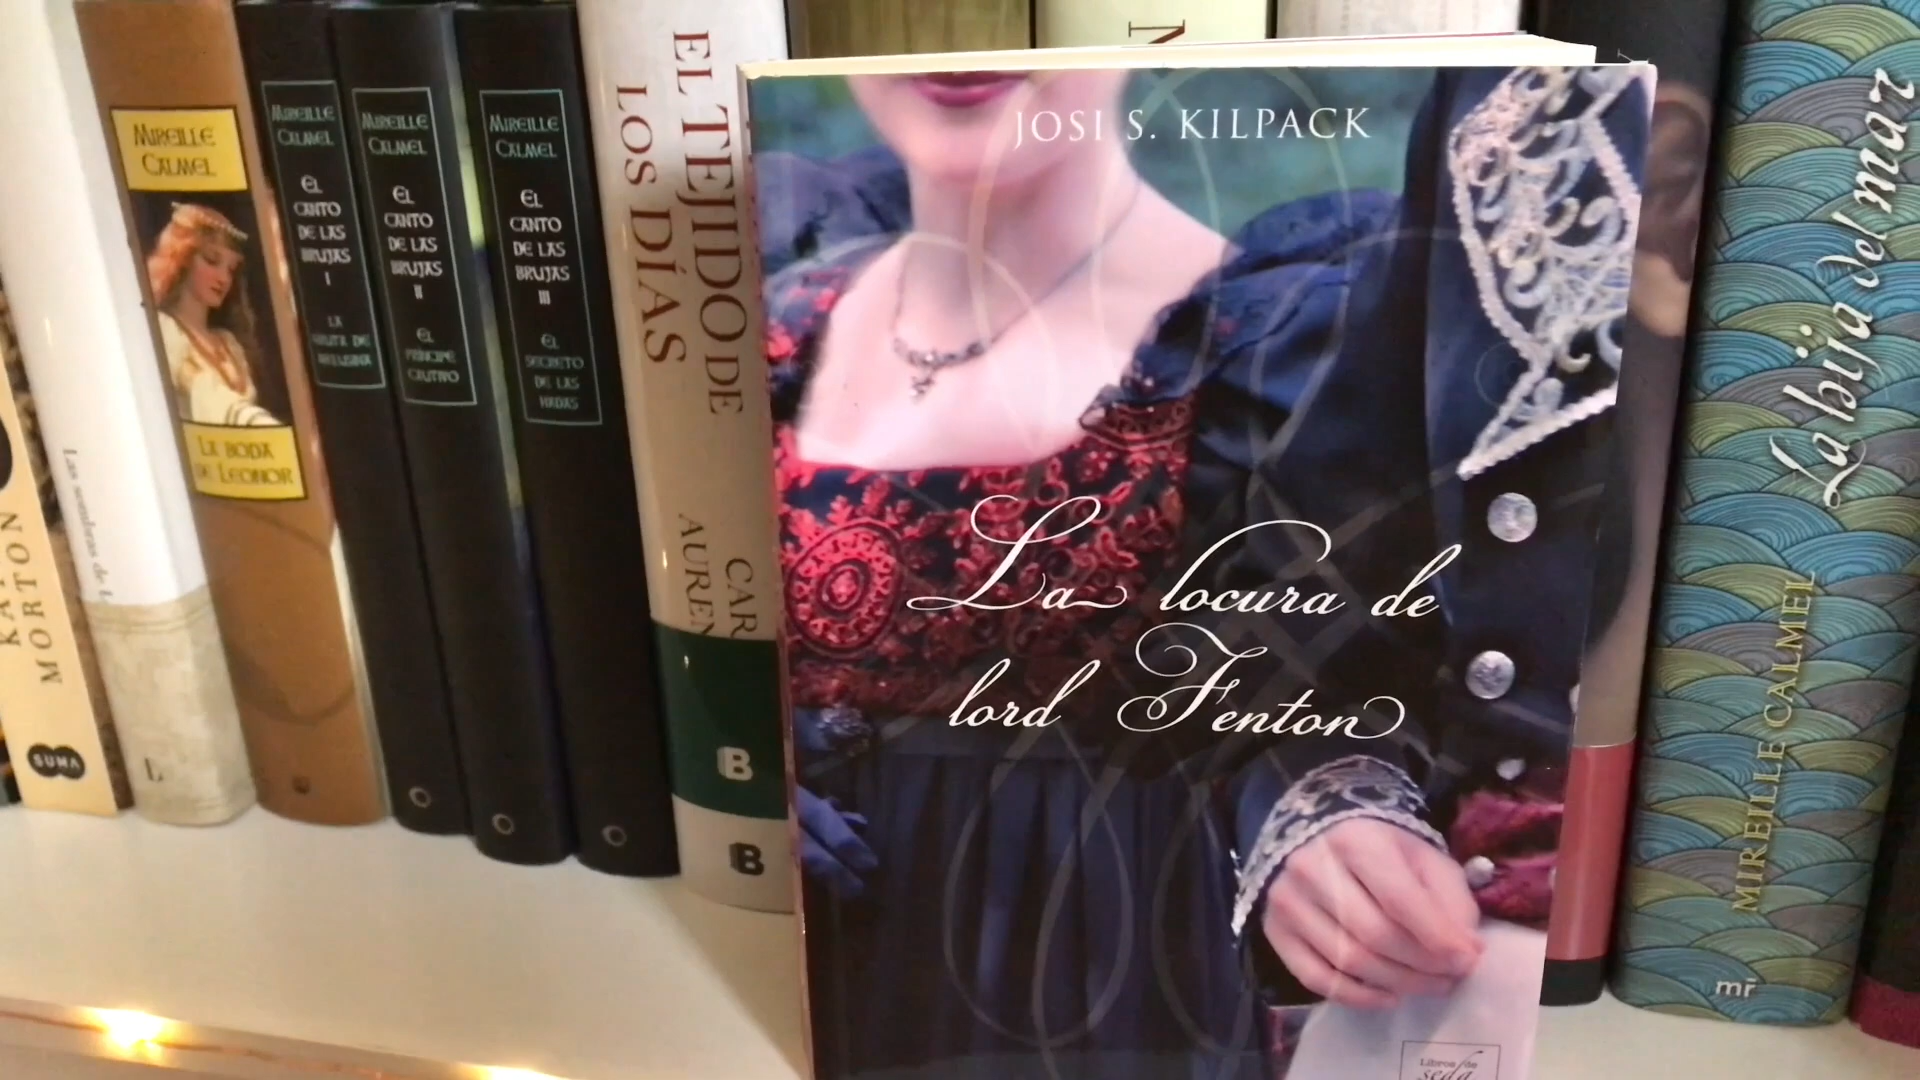 KATE
MORTON
SUMA
Las sombras de
L
MIREILLE
CALMEL
LA BODA
DE LEONOR
MIREILLE
CALMEL
EL
CANTO
DE LAS
BRUJAS
I
LA
MIREILLE
CALMEL
EL
CANTO
DE LAS
BRUJAS
II
EL
PRÍNCIPE
CAUTIVO
MIREILLE
CALMEL
EL
CANTO
DE LAS
BRUJAS
III
EL
SECRETO
DE LAS
HADAS
EL TEJIDO DE
LOS DÍAS
CAR
AUREN
B
B
N
JOSI S. KILPACK
La locura de
lord Fenton
Libros de
seda
La hija del mar
MIREILLE CALMEL
mr